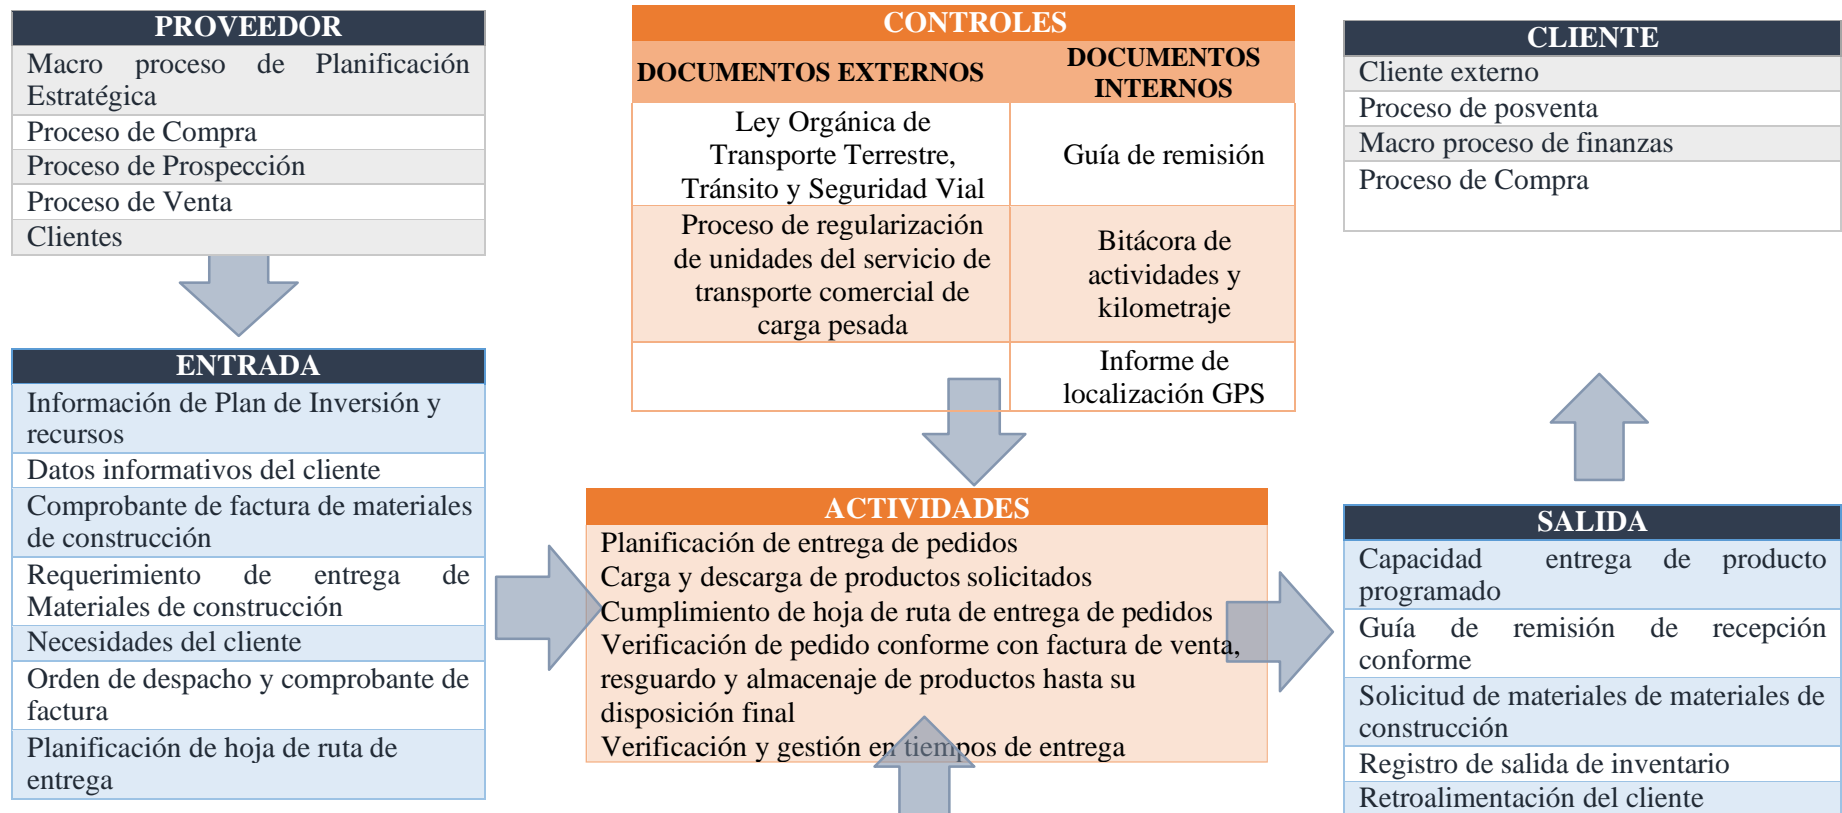 PROVEEDOR
Macro proceso de Planificación
Estratégica
Proceso de Compra
Proceso de Prospección
Proceso de Venta
Clientes
ENTRADA
Información de Plan de Inversión y
recursos
Datos informativos del cliente
Comprobante de factura de materiales
de construcción
Requerimiento de entrega de
Materiales de construcción
Necesidades del cliente
Orden de despacho y comprobante de
factura
Planificación de hoja de ruta de
entrega
CONTROLES
DOCUMENTOS EXTERNOS
DOCUMENTOS
INTERNOS
Ley Orgánica de
Transporte Terrestre,
Tránsito y Seguridad Vial
Guía de remisión
Proceso de regularización
de unidades del servicio de
transporte comercial de
carga pesada
Bitácora de
actividades y
kilometraje
Informe de
localización GPS
ACTIVIDADES
Planificación de entrega de pedidos
Carga y descarga de productos solicitados
Cumplimiento de hoja de ruta de entrega de pedidos
Verificación de pedido conforme con factura de venta,
resguardo y almacenaje de productos hasta su
disposición final
Verificación y gestión en tiempos de entrega
CLIENTE
Cliente externo
Proceso de posventa
Macro proceso de finanzas
Proceso de Compra
SALIDA
Capacidad entrega de producto
programado
Guía de remisión de recepción
conforme
Solicitud de materiales de materiales de
construcción
Registro de salida de inventario
Retroalimentación del cliente